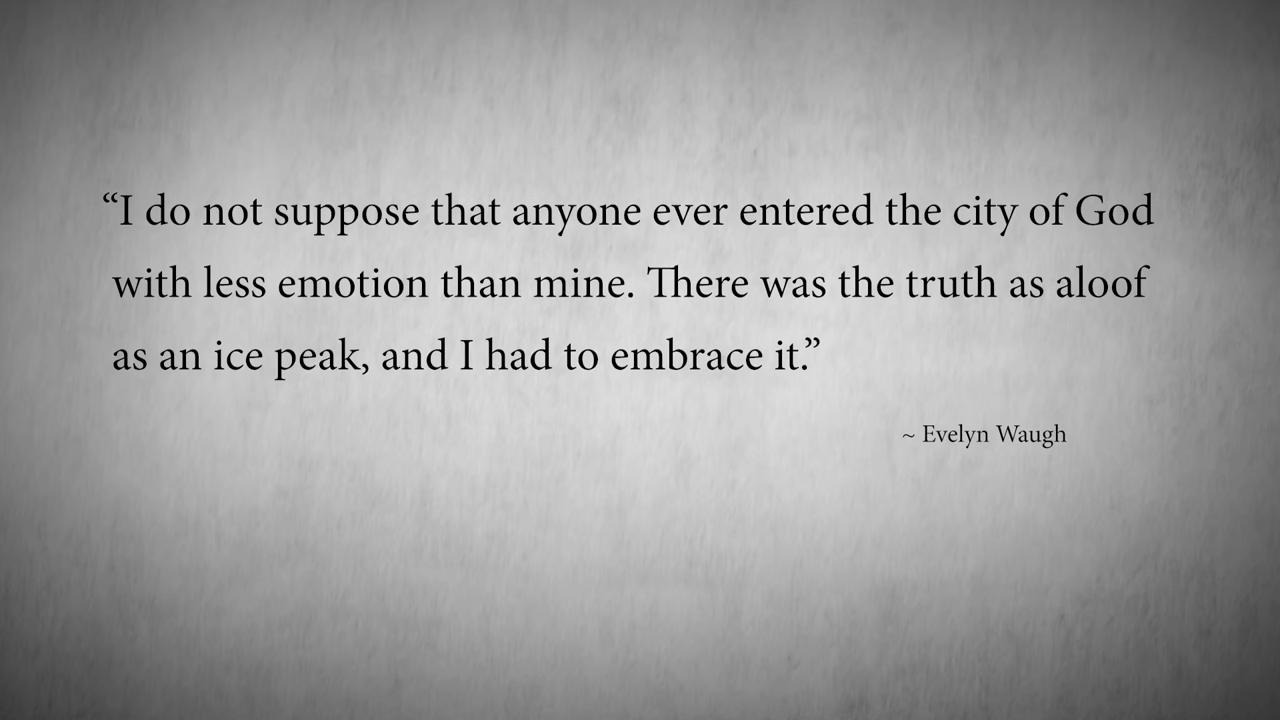 “I do not suppose that anyone ever entered the city of God
with less emotion than mine. There was the truth as aloof
as an ice peak, and I had to embrace it.”
~ Evelyn Waugh